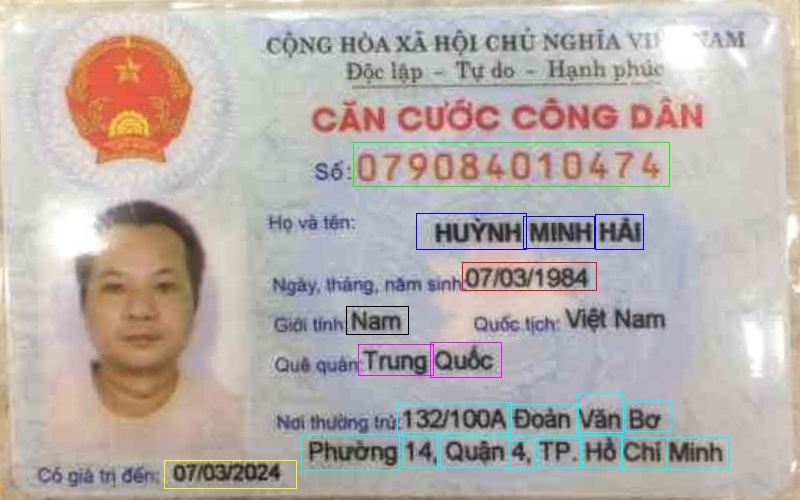 CỘNG HÒA XÃ HỘI CHỦ NGHĨA VIỆT NAM
Độc lập - Tự do - Hạnh phúc
CĂN CƯỚC CÔNG DÂN
Số: 079084010474
Họ và tên: HUỲNH MINH HẢI
Ngày, tháng, năm sinh: 07/03/1984
Giới tính: Nam Quốc tịch: Việt Nam
Quê quán: Trung Quốc
Nơi thường trú: 132/100A Đoàn Văn Bơ
Phường 14, Quận 4, TP. Hồ Chí Minh
Có giá trị đến: 07/03/2024